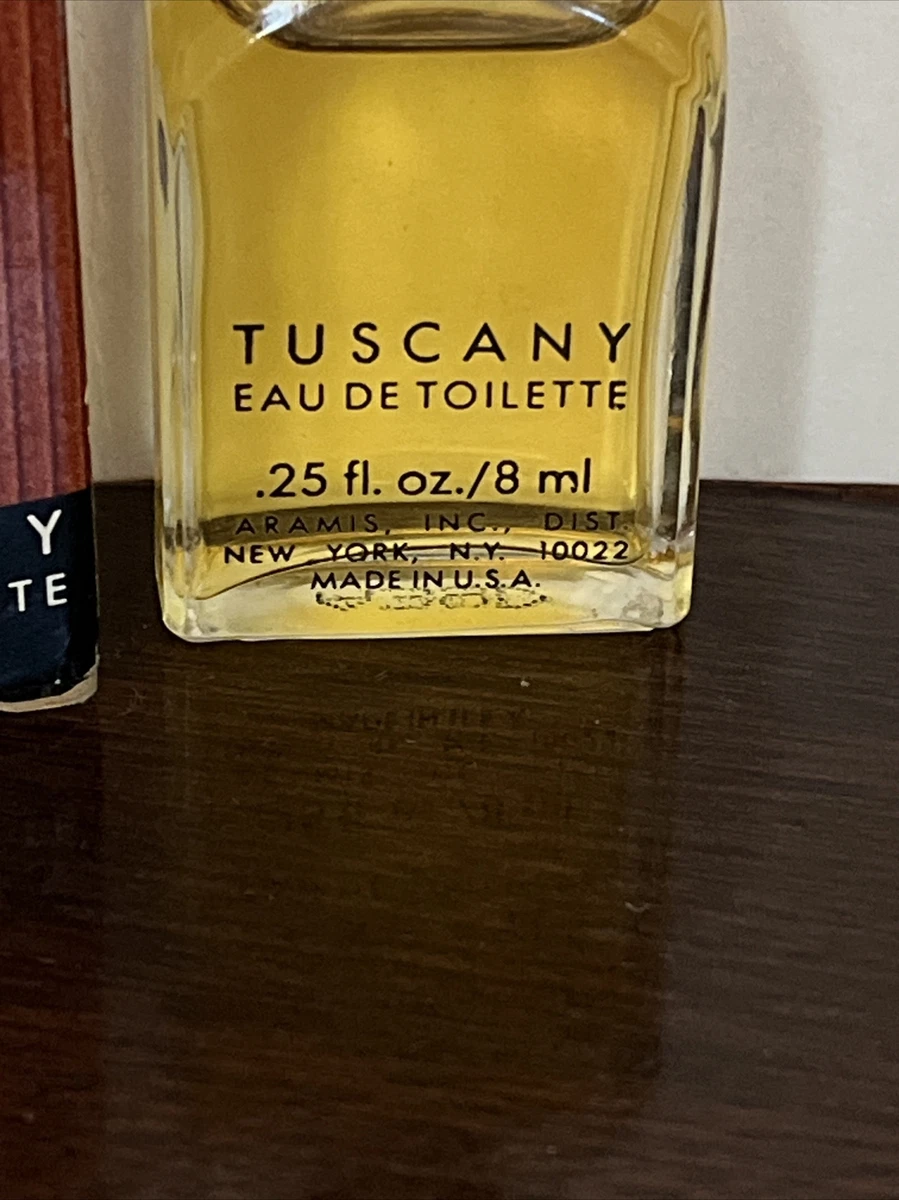 TUSCANY
EAU DE TOILETTE
.25 fl. oz./8 ml
ARAMIS, INC., DIST.
NEW YORK, N.Y. 10022
MADE IN U.S.A.
Y
TE